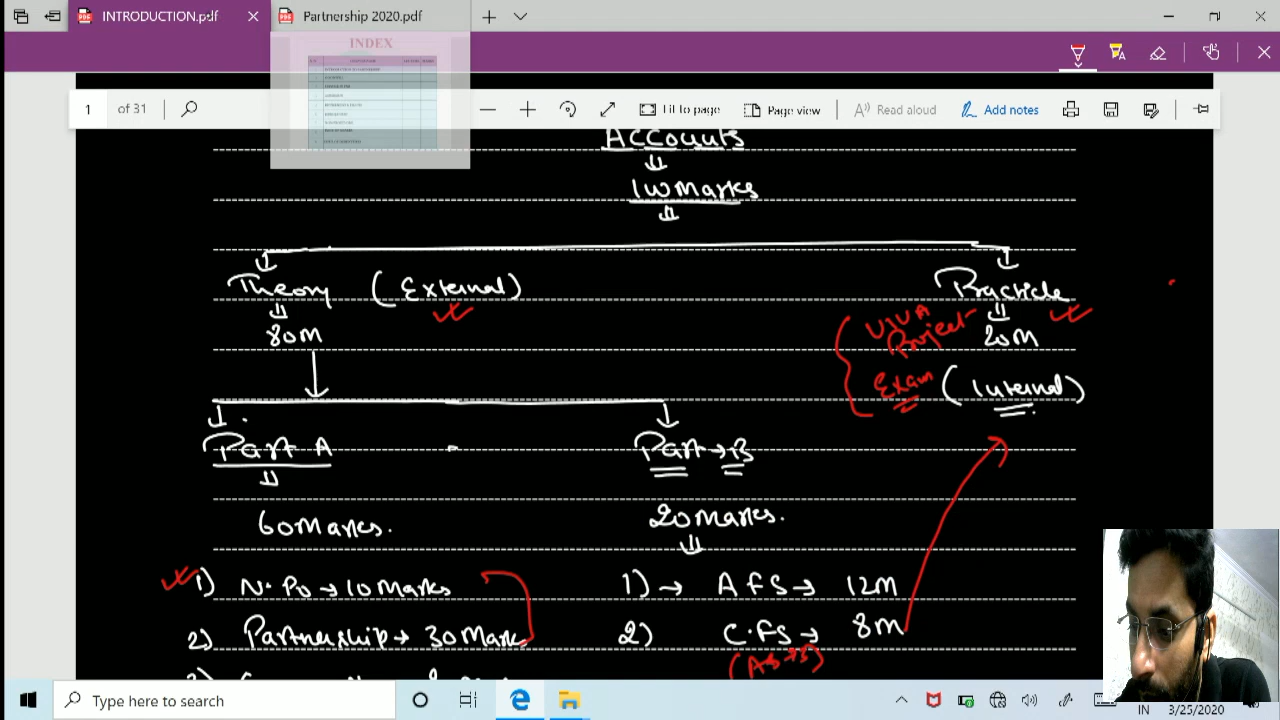 INTRODUCTION.pdf
Partnership 2020.pdf
INDEX
1 of 31
Fit to page
Page view
Read aloud
Add notes
Accounts
100 Marks
Theory (External)
Practicle
80M
VIVA
Project
20M
Exam
(Internal)
Part A
Part → B
60 Marks.
20 Marks.
1) N.Po → 10 Marks
1) → AFS → 12M
2) Partnership → 30 Marks
2) C.FS → 8M
(AS → 3)
Type here to search
IN
3/25/2020